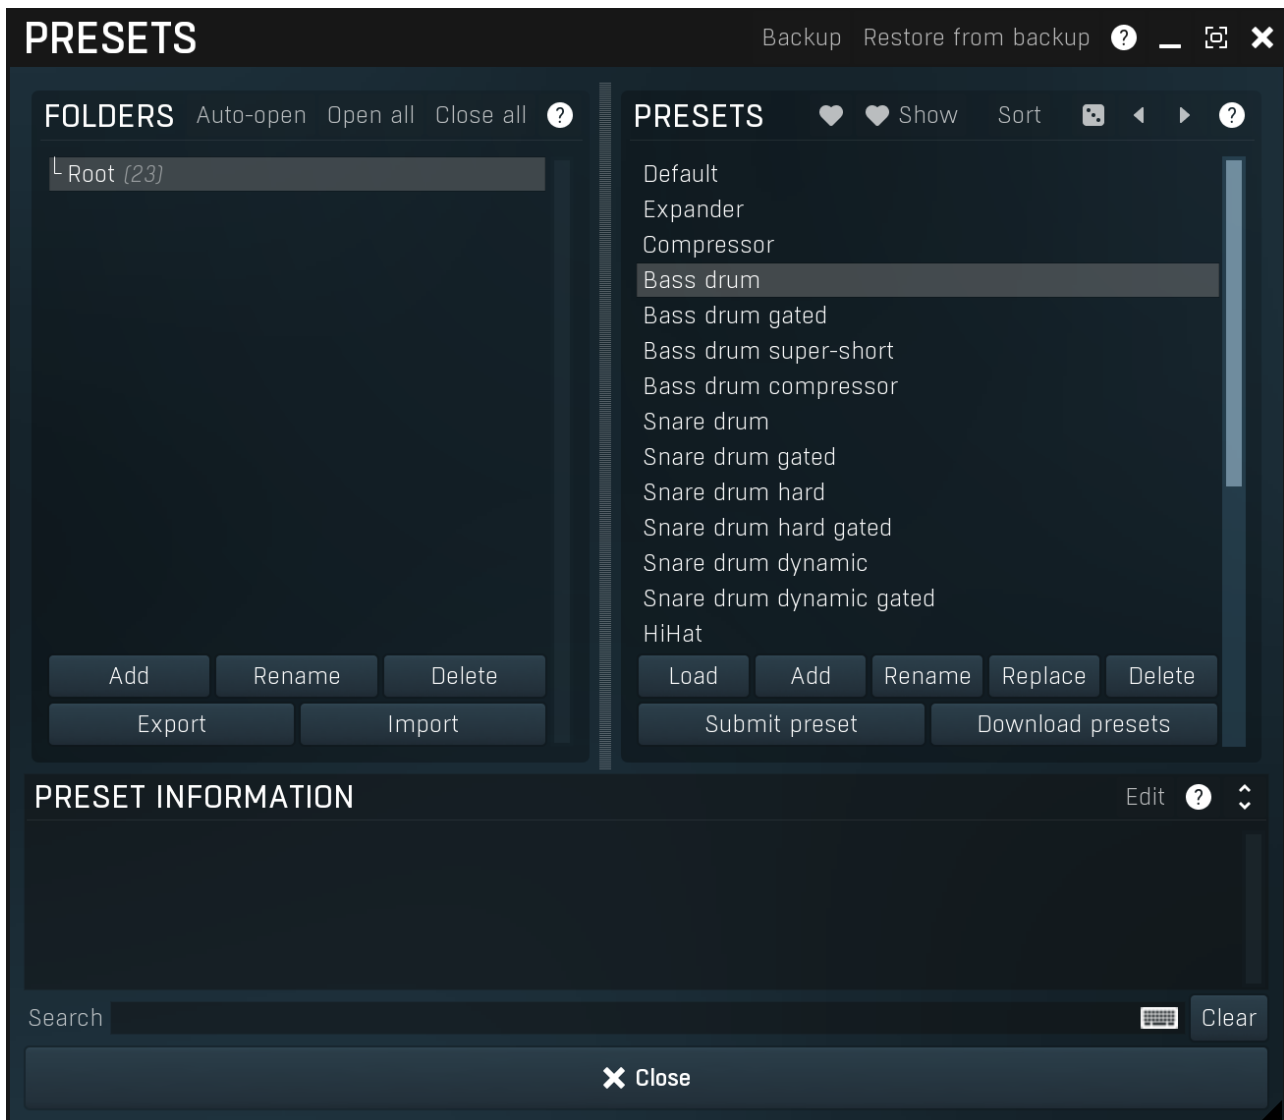 PRESETS Backup Restore from backup ?
FOLDERS Auto-open Open all Close all ?
Root (23)
Add Rename Delete
Export Import
PRESETS Show Sort ?
Default
Expander
Compressor
Bass drum
Bass drum gated
Bass drum super-short
Bass drum compressor
Snare drum
Snare drum gated
Snare drum hard
Snare drum hard gated
Snare drum dynamic
Snare drum dynamic gated
HiHat
Load Add Rename Replace Delete
Submit preset Download presets
PRESET INFORMATION Edit ?
Search Clear
Close